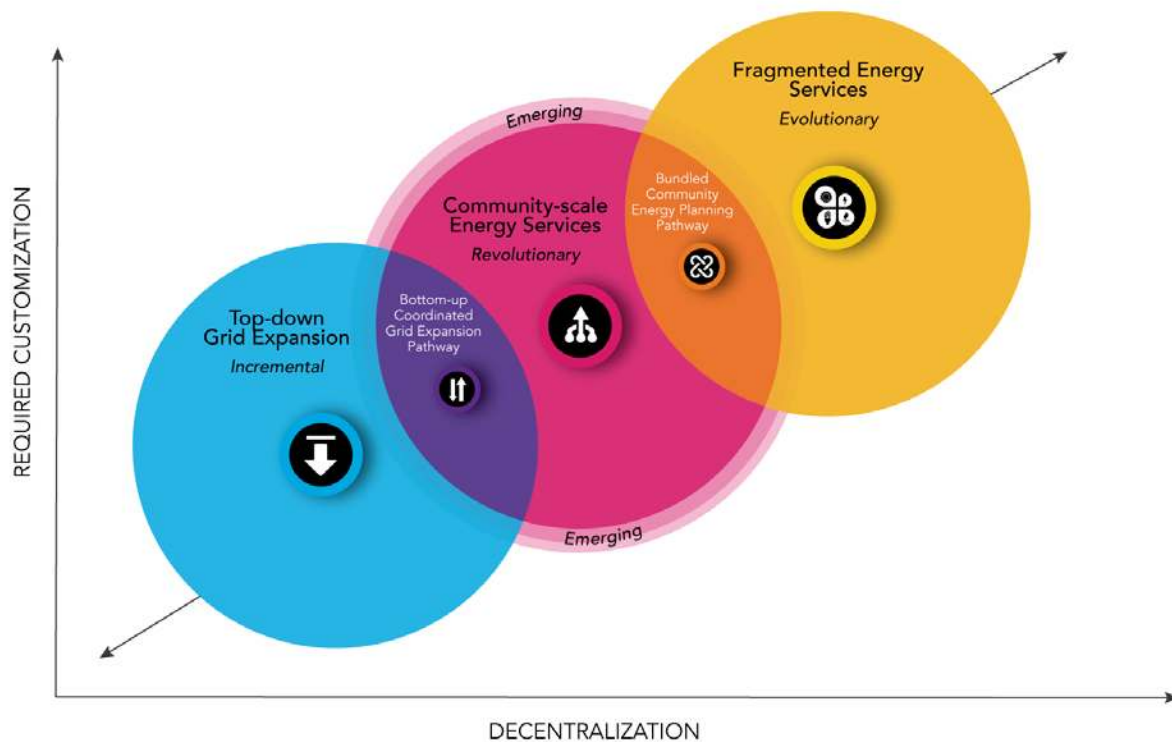 Fragmented Energy
Services
Evolutionary
Emerging
Bundled
Community
Energy Planning
Pathway
Community-scale
Energy Services
Revolutionary
Bottom-up
Coordinated
Grid Expansion
Pathway
Top-down
Grid Expansion
Incremental
Emerging
REQUIRED CUSTOMIZATION
DECENTRALIZATION